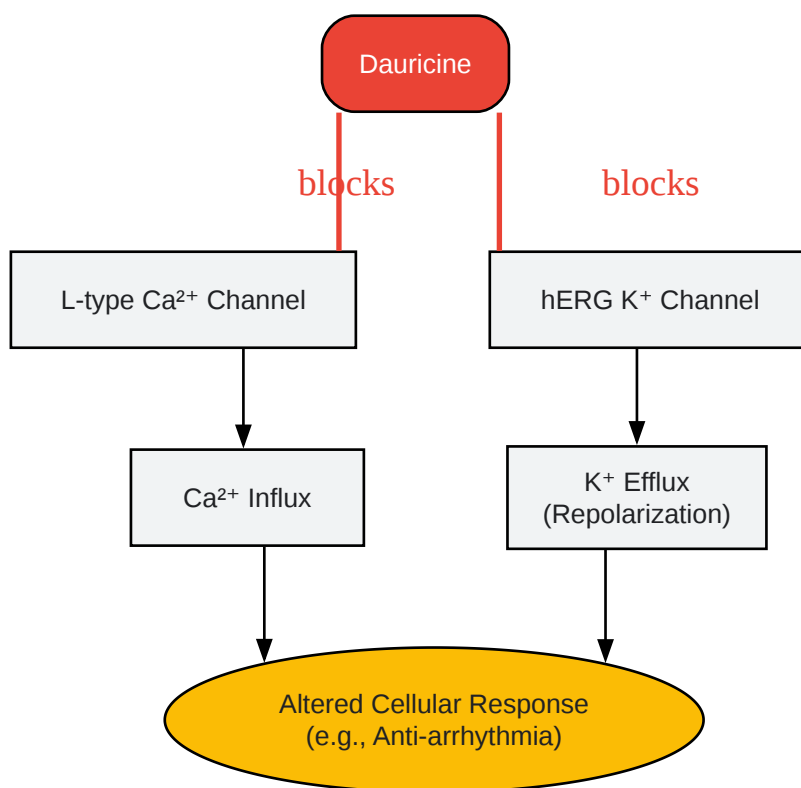 Dauricine
blocks
blocks
L-type Ca²⁺ Channel
hERG K⁺ Channel
Ca²⁺ Influx
K⁺ Efflux
(Repolarization)
Altered Cellular Response
(e.g., Anti-arrhythmia)